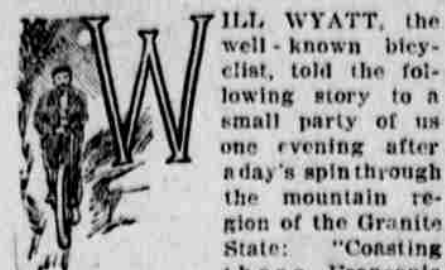 WILL WYATT, the
well - known bicy-
clist, told the fol-
lowing story to a
small party of us
one evening after
a day's spin through
the mountain re-
gion of the Granite
State: "Coasting